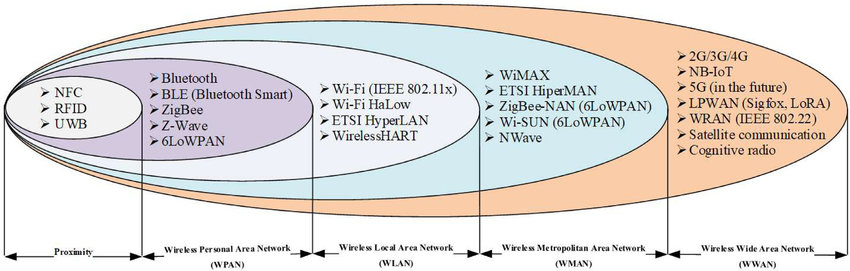 ➢ NFC
➢ RFID
➢ UWB
➢ Bluetooth
➢ BLE (Bluetooth Smart)
➢ ZigBee
➢ Z-Wave
➢ 6LoWPAN
➢ Wi-Fi (IEEE 802.11x)
➢ Wi-Fi HaLow
➢ ETSI HyperLAN
➢ WirelessHART
➢ WiMAX
➢ ETSI HiperMAN
➢ ZigBee-NAN (6LoWPAN)
➢ Wi-SUN (6LoWPAN)
➢ NWave
➢ 2G/3G/4G
➢ NB-IoT
➢ 5G (in the future)
➢ LPWAN (Sigfox, LoRA)
➢ WRAN (IEEE 802.22)
➢ Satellite communication
➢ Cognitive radio
Proximity
Wireless Personal Area Network
(WPAN)
Wireless Local Area Network
(WLAN)
Wireless Metropolitan Area Network
(WMAN)
Wireless Wide Area Network
(WWAN)